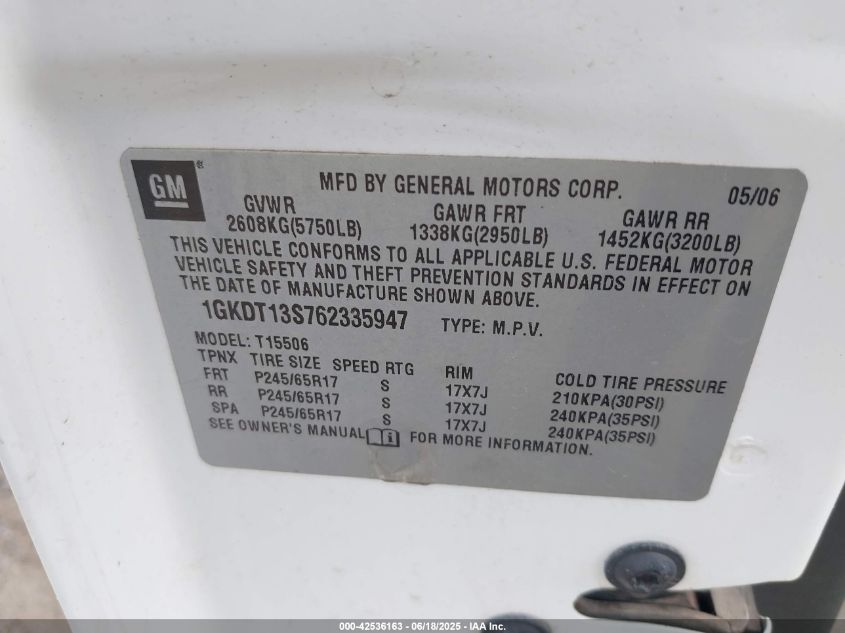 GM®
MFD BY GENERAL MOTORS CORP. 05/06
GVWR GAWR FRT GAWR RR
2608KG(5750LB) 1338KG(2950LB) 1452KG(3200LB)
THIS VEHICLE CONFORMS TO ALL APPLICABLE U.S. FEDERAL MOTOR
VEHICLE SAFETY AND THEFT PREVENTION STANDARDS IN EFFECT ON
THE DATE OF MANUFACTURE SHOWN ABOVE.
1GKDT13S762335947 TYPE: M.P.V.
MODEL: T15506
TPNX TIRE SIZE SPEED RTG RIM COLD TIRE PRESSURE
FRT P245/65R17 S 17X7J 210KPA(30PSI)
RR P245/65R17 S 17X7J 240KPA(35PSI)
SPA P245/65R17 S 17X7J 240KPA(35PSI)
SEE OWNER'S MANUAL FOR MORE INFORMATION.
000-42536163 - 06/18/2025 - IAA Inc.